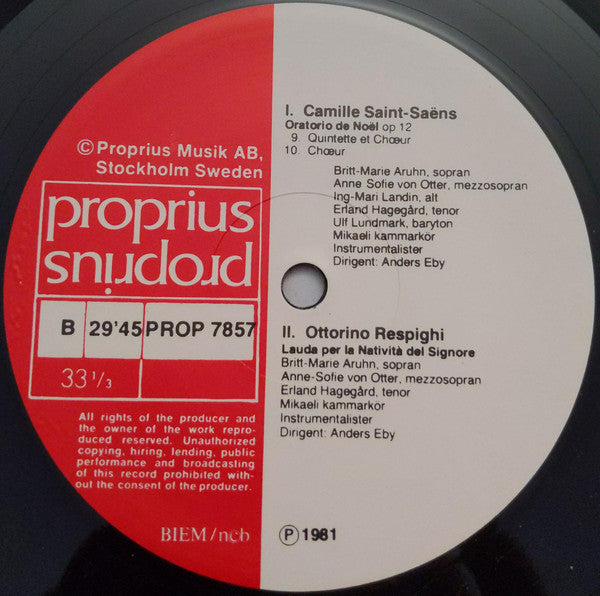 ©Proprius Musik AB,
Stockholm Sweden
proprius
proprius
B 29'45 PROP 7857
33 1/3
All rights of the producer and
the owner of the work repro-
duced reserved. Unauthorized
copying, hiring, lending, public
performance and broadcasting
of this record prohibited with-
out the consent of the producer.
BIEM/ncb
I. Camille Saint-Saëns
Oratorio de Noël op 12
9. Quintette et Chœur
10. Chœur
Britt-Marie Aruhn, sopran
Anne Sofie von Otter, mezzosopran
Ing-Mari Landin, alt
Erland Hagegård, tenor
Ulf Lundmark, baryton
Mikaeli kammarkör
Instrumentalister
Dirigent: Anders Eby
II. Ottorino Respighi
Lauda per la Natività del Signore
Britt-Marie Aruhn, sopran
Anne-Sofie von Otter, mezzosopran
Erland Hagegård, tenor
Mikaeli kammarkör
Instrumentalister
Dirigent: Anders Eby
Ⓟ 1981